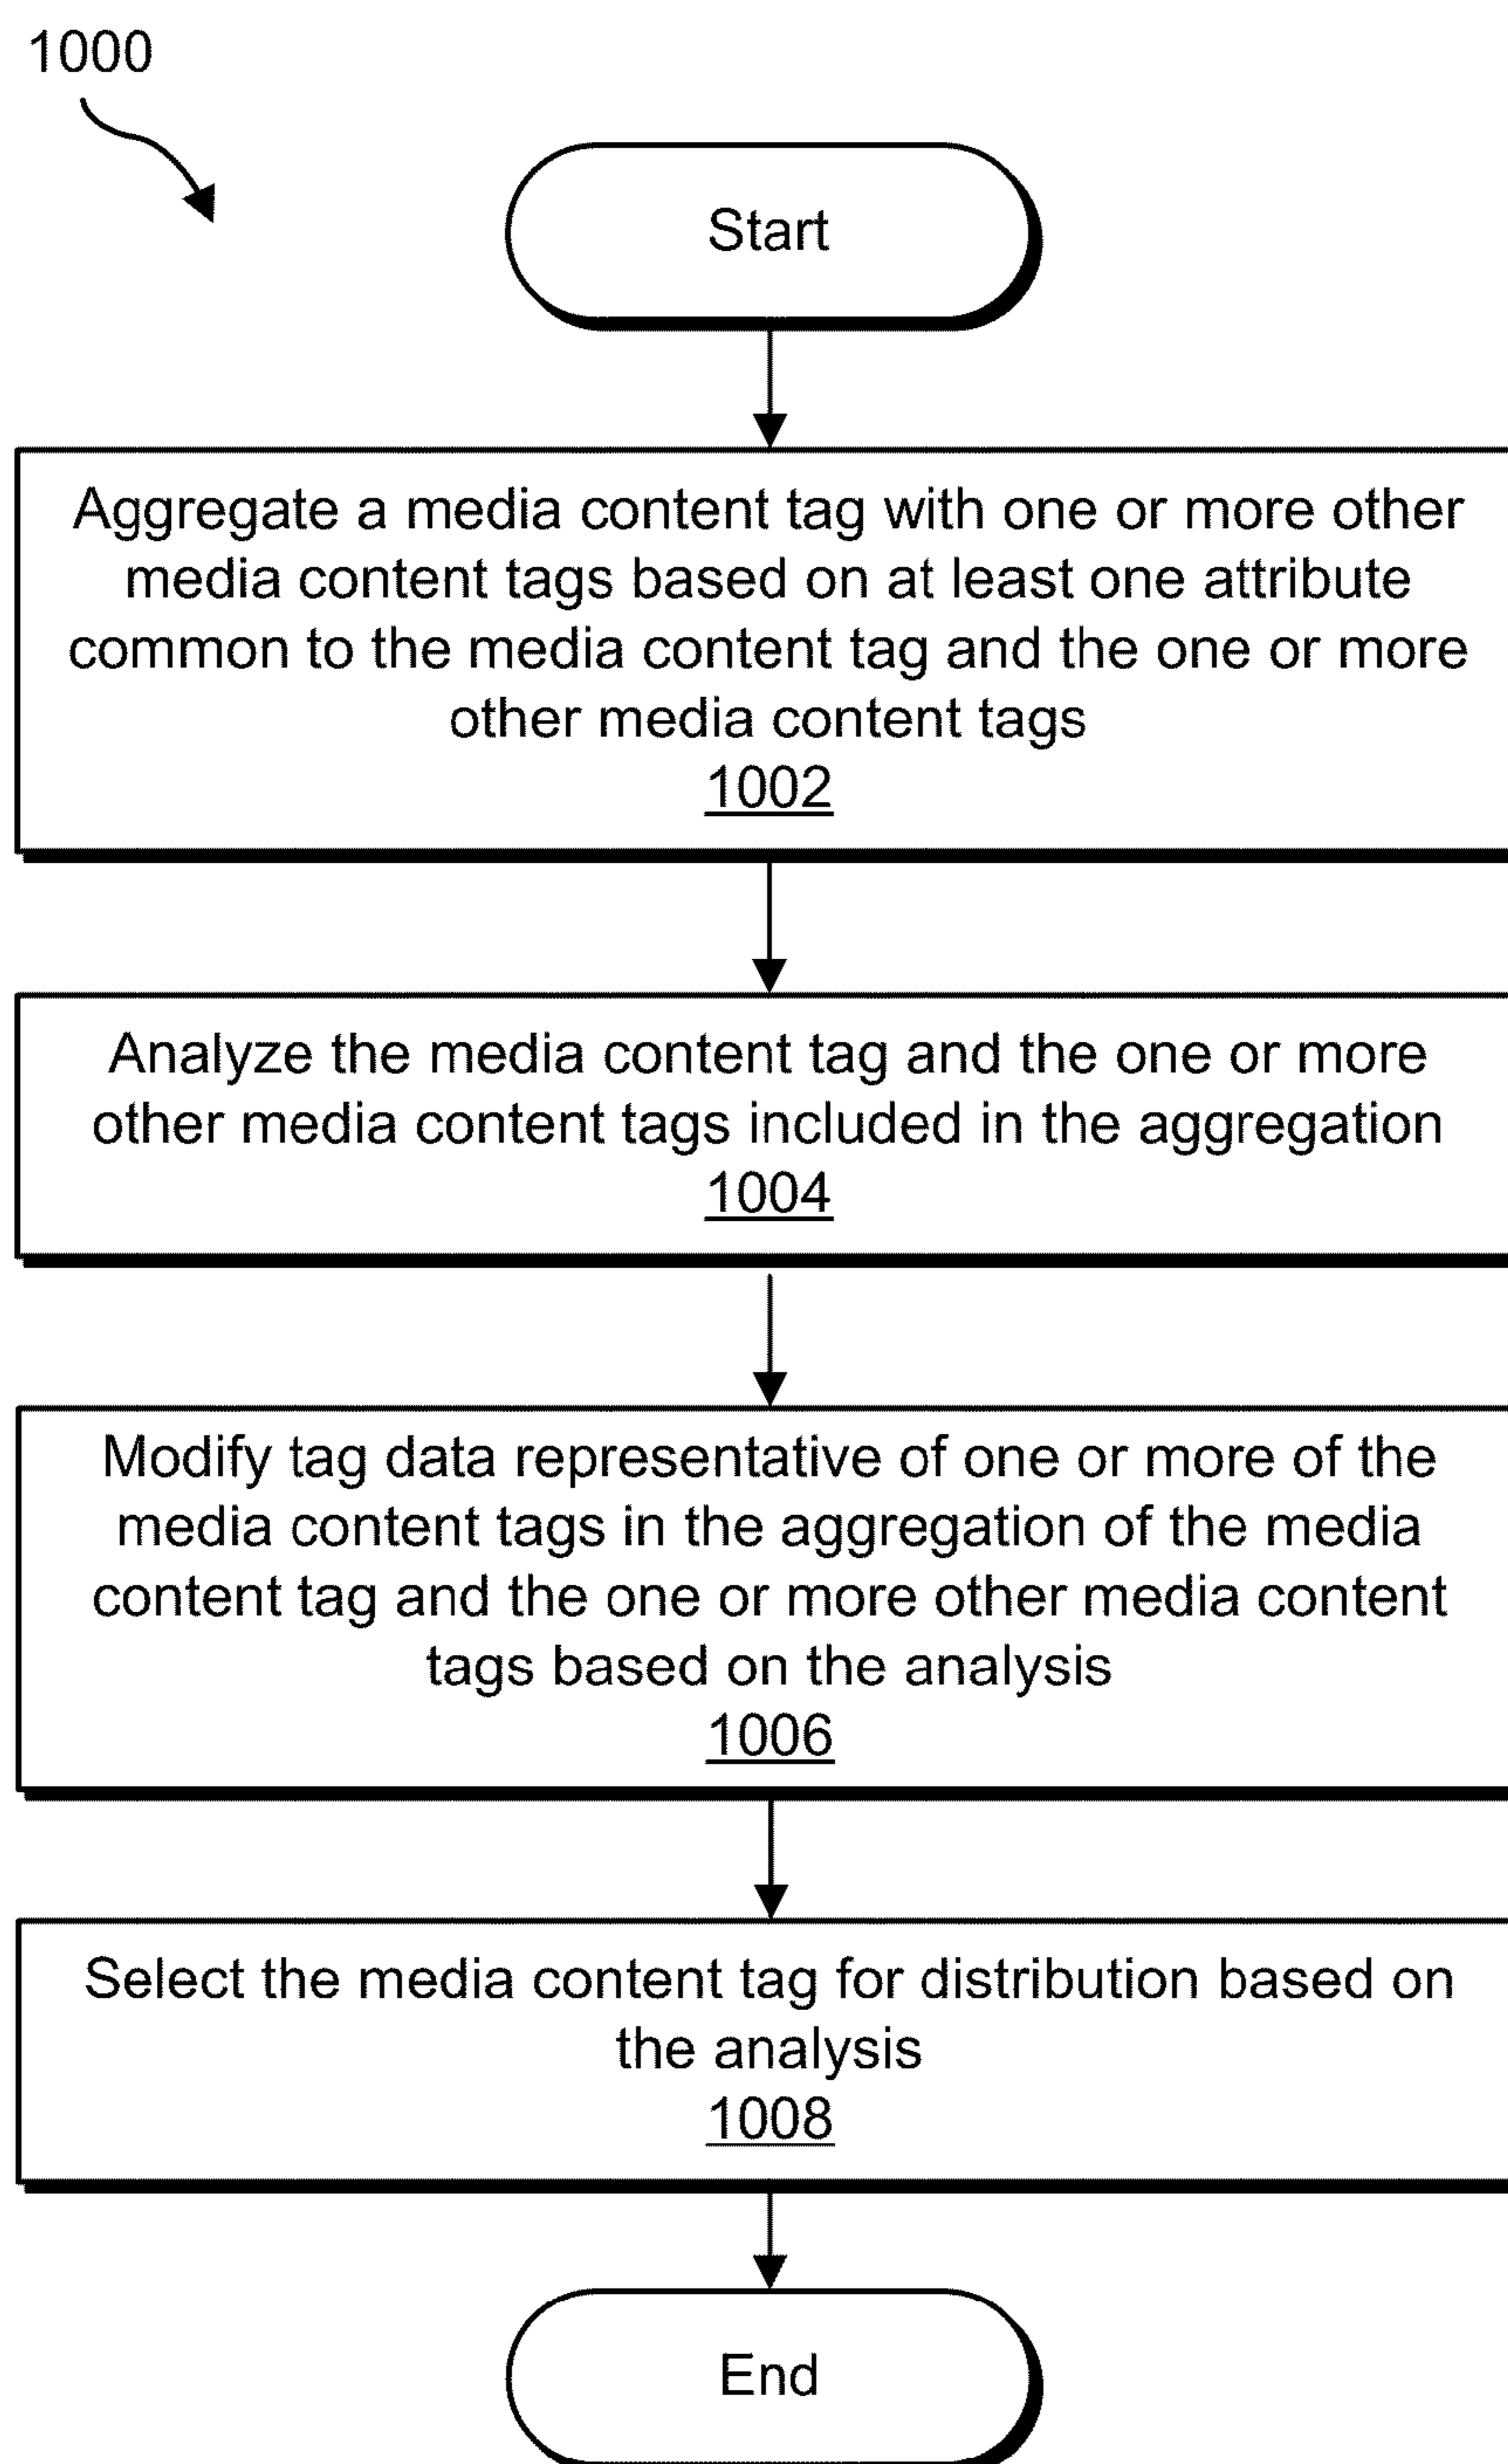 1000
Start
Aggregate a media content tag with one or more other
media content tags based on at least one attribute
common to the media content tag and the one or more
other media content tags
1002
Analyze the media content tag and the one or more
other media content tags included in the aggregation
1004
Modify tag data representative of one or more of the
media content tags in the aggregation of the media
content tag and the one or more other media content
tags based on the analysis
1006
Select the media content tag for distribution based on
the analysis
1008
End